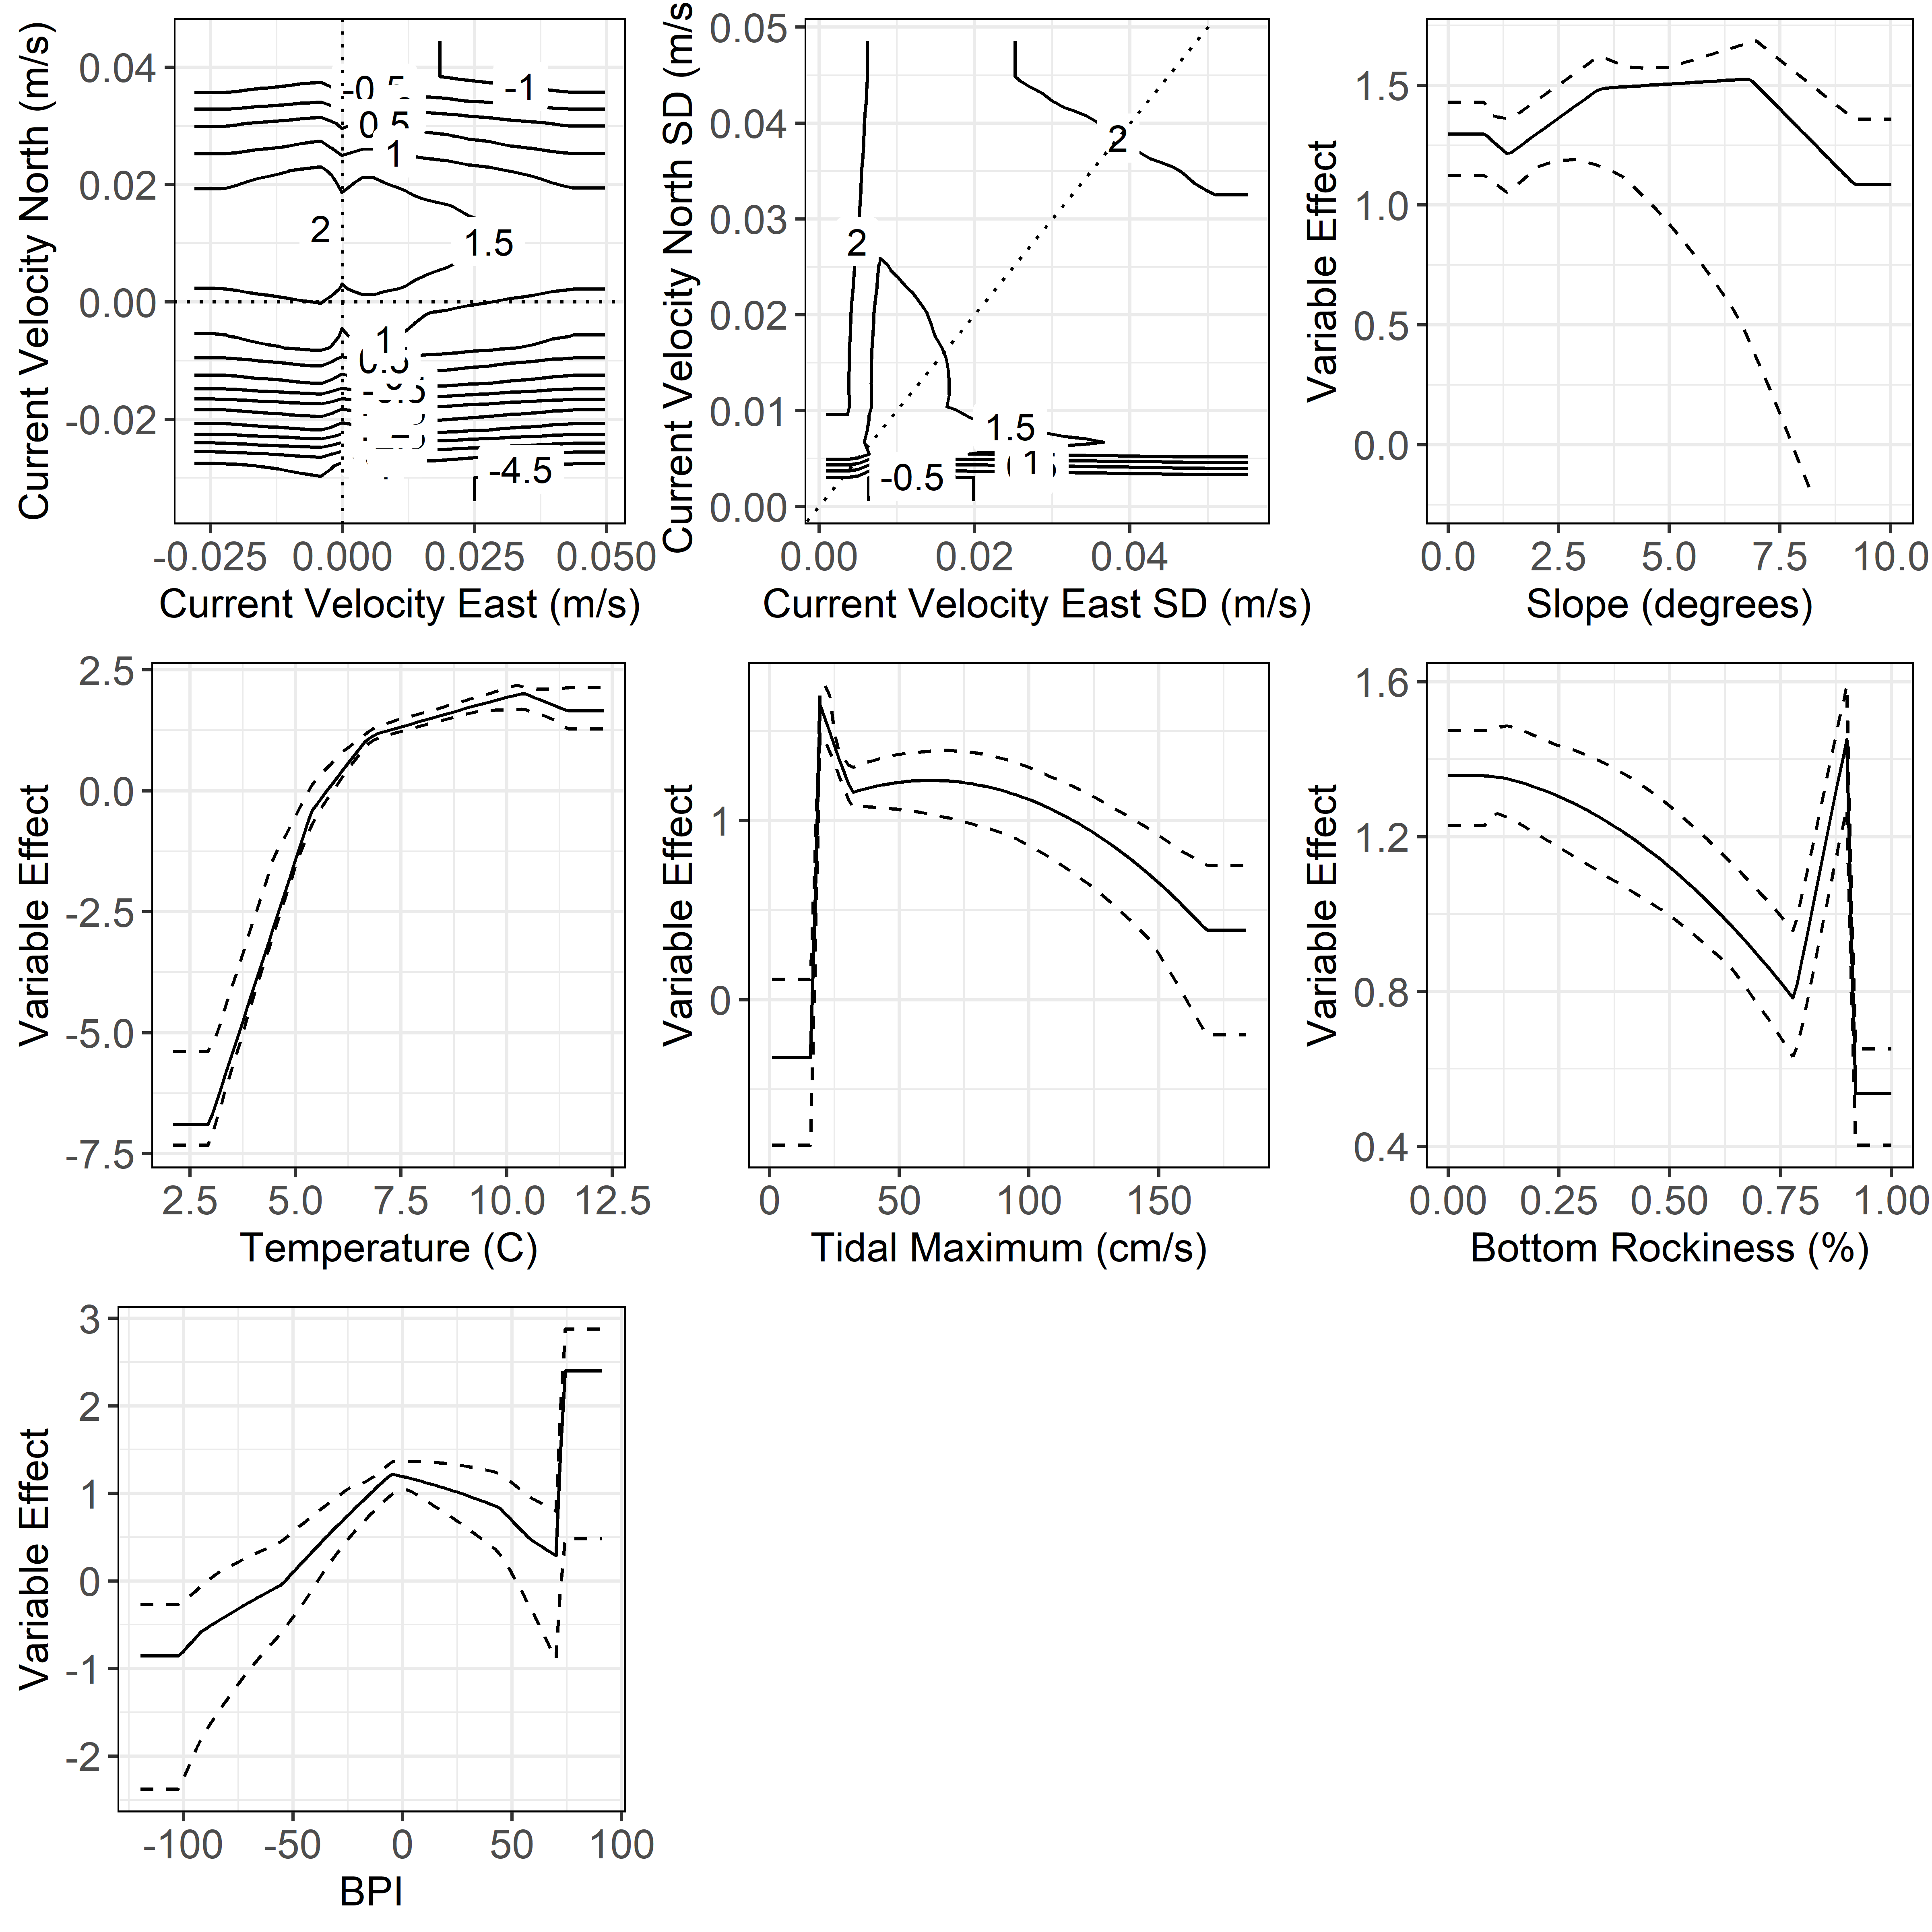 Current Velocity North (m/s)
0.04
0.02
0.00
-0.02
-0.5
-1
0.5
1
2
1.5
1
0.5
-4.5
-0.025 0.000 0.025 0.050
Current Velocity East (m/s)
Current Velocity North SD (m/s
0.05
0.04
0.03
0.02
0.01
0.00
2
2
1.5
1
-0.5
0.00 0.02 0.04
Current Velocity East SD (m/s)
Variable Effect
1.5
1.0
0.5
0.0
0.0 2.5 5.0 7.5 10.0
Slope (degrees)
Variable Effect
2.5
0.0
-2.5
-5.0
-7.5
2.5 5.0 7.5 10.0 12.5
Temperature (C)
Variable Effect
1
0
0 50 100 150
Tidal Maximum (cm/s)
Variable Effect
1.6
1.2
0.8
0.4
0.00 0.25 0.50 0.75 1.00
Bottom Rockiness (%)
Variable Effect
3
2
1
0
-1
-2
-100 -50 0 50 100
BPI